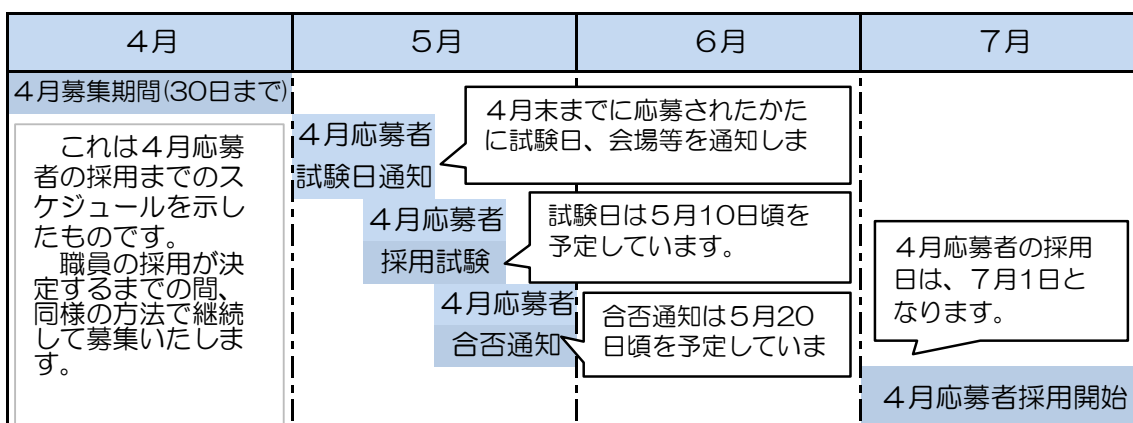 ４月
５月
６月
７月
４月募集期間(30日まで)
これは４月応募
者の採用までのス
ケジュールを示し
たものです。
職員の採用が決
定するまでの間、
同様の方法で継続
して募集いたしま
す。
４月応募者
試験日通知
４月末までに応募されたかた
に試験日、会場等を通知しま
４月応募者
採用試験
試験日は５月10日頃を
予定しています。
４月応募者
合否通知
合否通知は５月20
日頃を予定していま
４月応募者の採用
日は、７月1日と
なります。
４月応募者採用開始